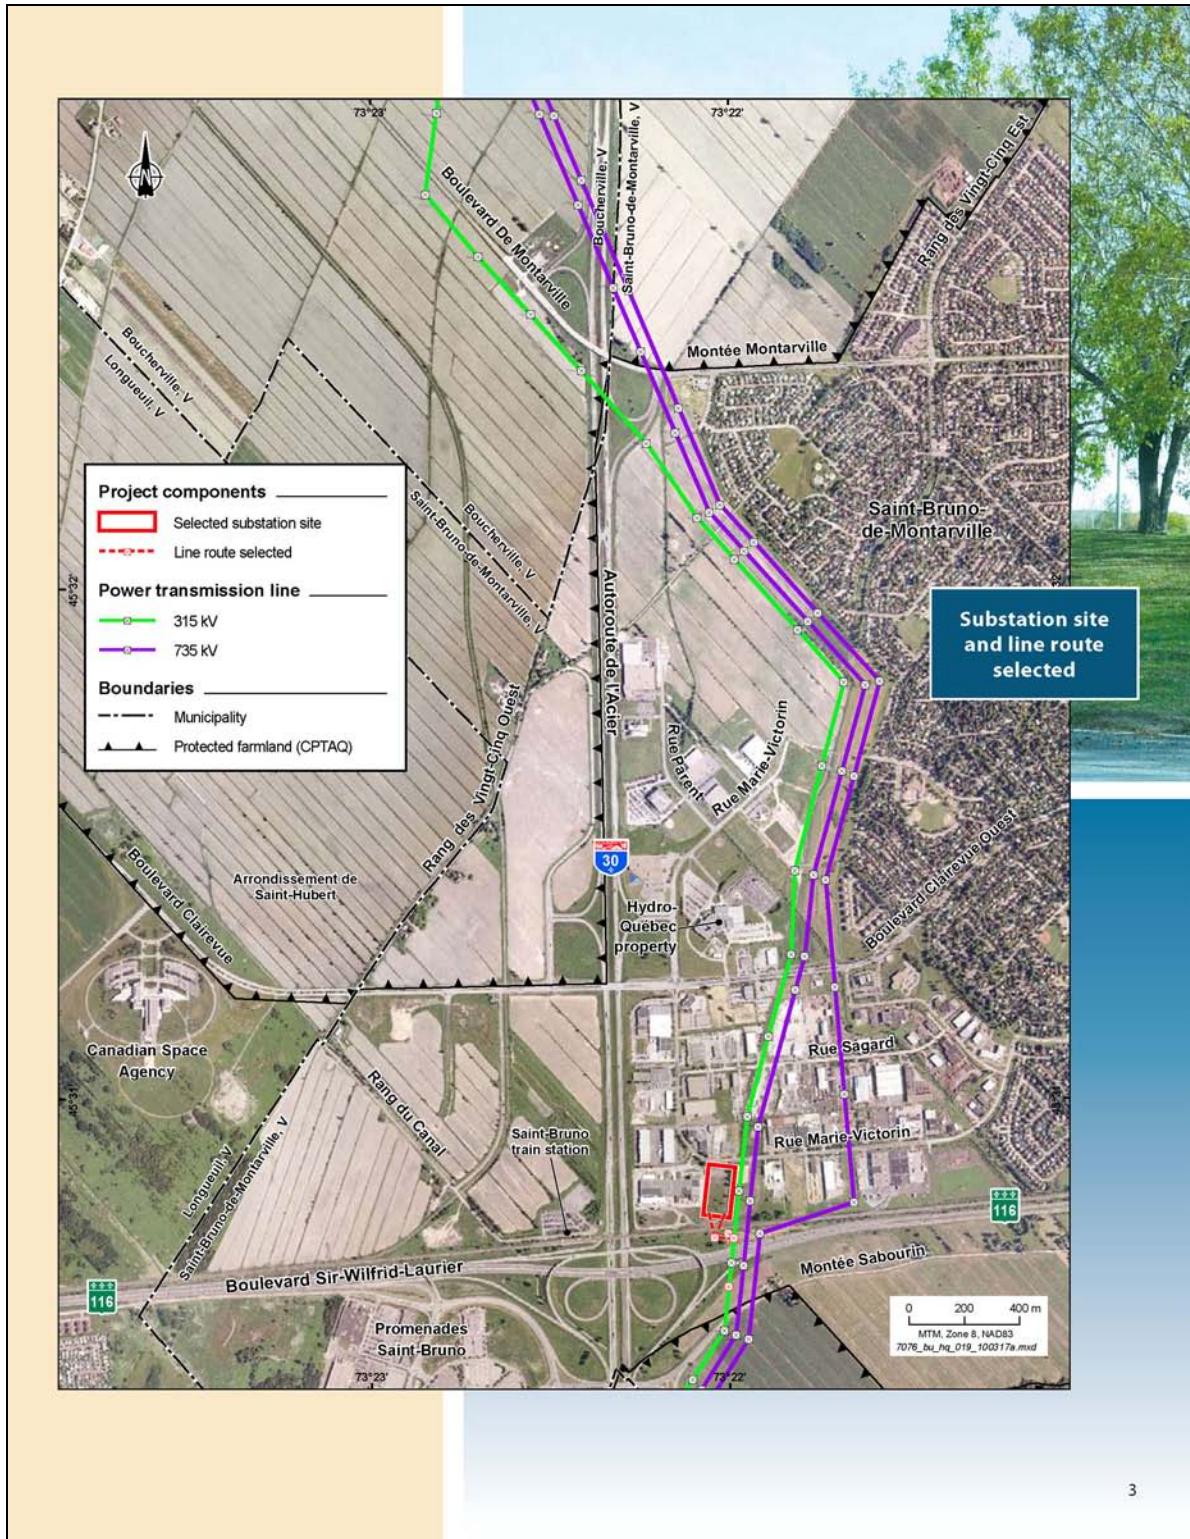 73°23'
73°22'
N
Boulevard De Montarville
Boucherville, V
Saint-Bruno-de-Montarville, V
Rang des Vingt-Cinq Est
Boucherville, V
Longueuil, V
Montée Montarville
Project components
Selected substation site
Line route selected
Power transmission line
315 kV
735 kV
Boundaries
Municipality
Protected farmland (CPTAQ)
Boucherville, V
Saint-Bruno-de-Montarville, V
Saint-Bruno
de-Montarville
45°32'
Autoroute de l'Acier
Substation site
and line route
selected
Rang des Vingt-Cinq Ouest
Rue Parent
Rue Marie-Victorin
30
Boulevard Clairevue
Arrondissement de
Saint-Hubert
Hydro-
Québec
property
Boulevard Clairevue Ouest
Canadian Space
Agency
Rue Sagard
45°31'
Rang du Canal
Saint-Bruno
train station
Rue Marie-Victorin
Longueuil, V
Saint-Bruno-de-Montarville, V
116
Montée Sabourin
Boulevard Sir-Wilfrid-Laurier
116
Promenades
Saint-Bruno
0 200 400 m
MTM, Zone 8, NAD83
7076_bu_hq_019_100317a.mxd
73°23'
73°22'
3